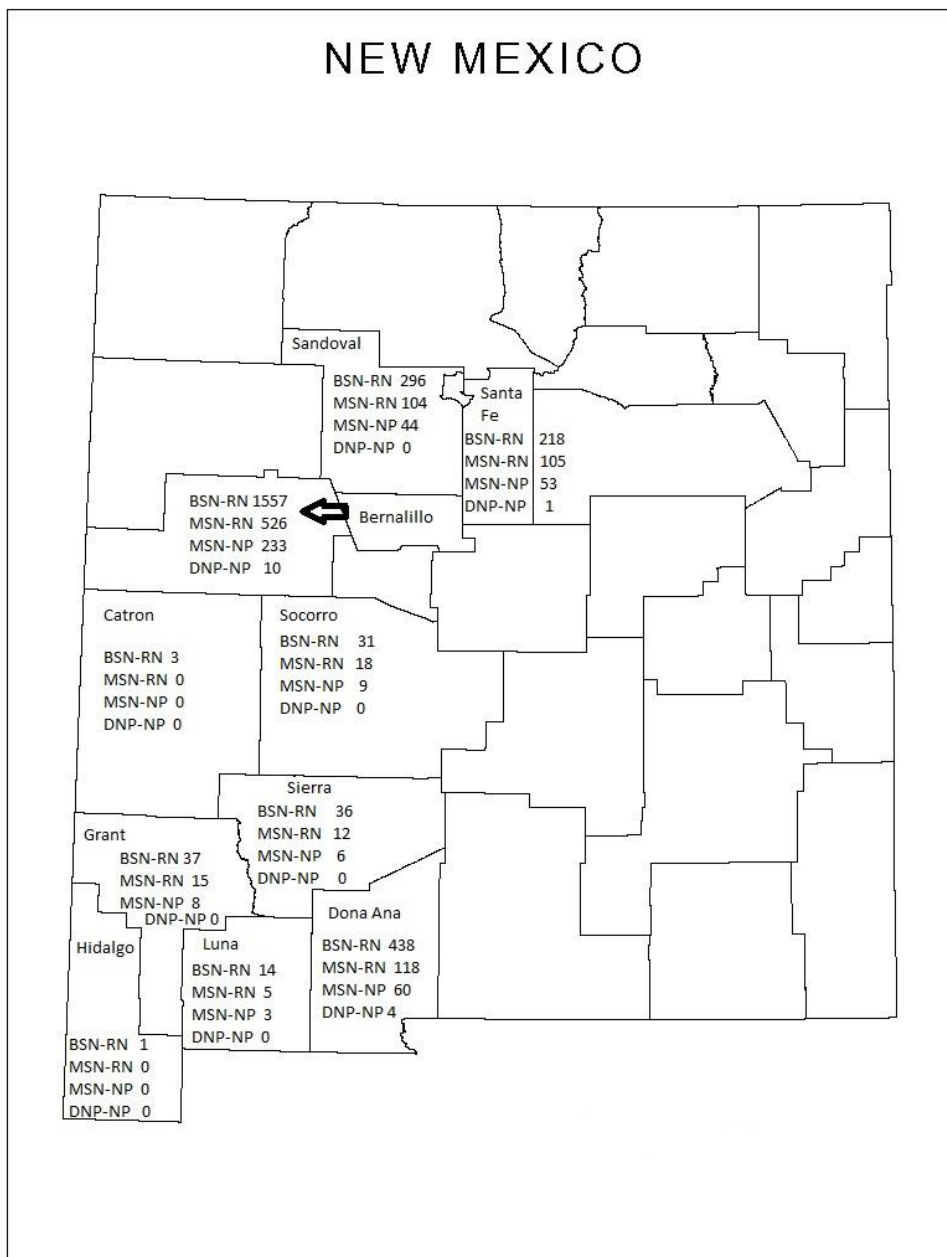 NEW MEXICO
Sandoval
BSN-RN 296
MSN-RN 104
MSN-NP 44
DNP-NP 0
Santa
Fe
BSN-RN 218
MSN-RN 105
MSN-NP 53
DNP-NP 1
BSN-RN 1557
MSN-RN 526
MSN-NP 233
DNP-NP 10
Bernalillo
Catron
BSN-RN 3
MSN-RN 0
MSN-NP 0
DNP-NP 0
Socorro
BSN-RN 31
MSN-RN 18
MSN-NP 9
DNP-NP 0
Sierra
BSN-RN 36
MSN-RN 12
MSN-NP 6
DNP-NP 0
Grant
BSN-RN 37
MSN-RN 15
MSN-NP 8
DNP-NP 0
Hidalgo
BSN-RN 1
MSN-RN 0
MSN-NP 0
DNP-NP 0
Luna
BSN-RN 14
MSN-RN 5
MSN-NP 3
DNP-NP 0
Dona Ana
BSN-RN 438
MSN-RN 118
MSN-NP 60
DNP-NP 4